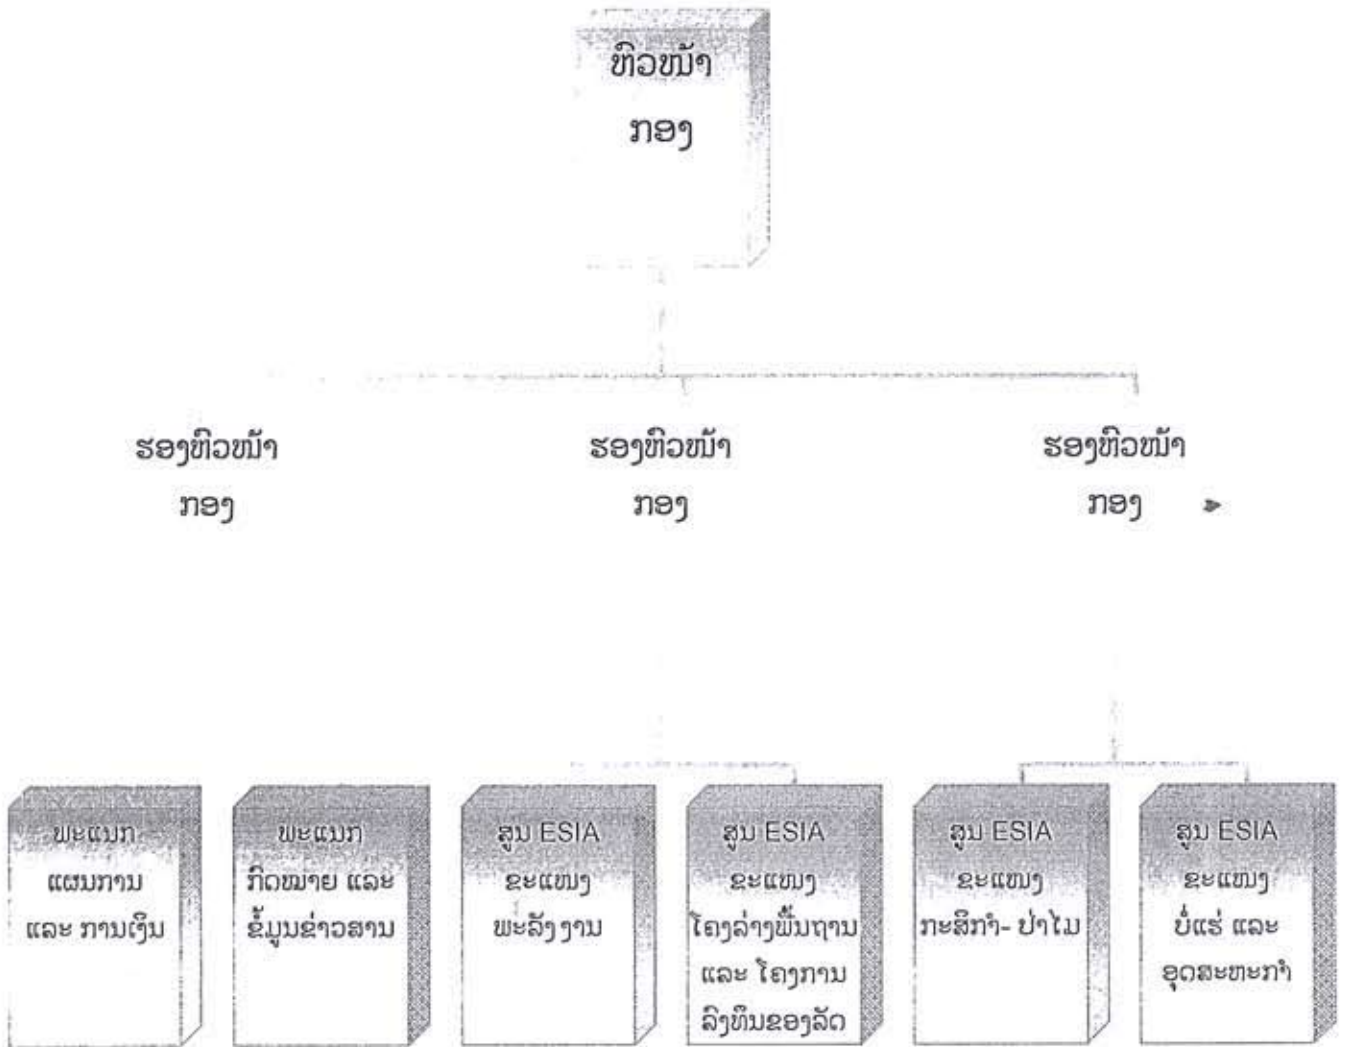 ຫົວໜ້າ
ກອງ
ຮອງຫົວໜ້າ
ກອງ
ຮອງຫົວໜ້າ
ກອງ
ຮອງຫົວໜ້າ
ກອງ
ພະແນກ
ແຜນການ
ແລະ ການເງິນ
ພະແນກ
ກົດໝາຍ ແລະ
ຂໍ້ມູນຂ່າວສານ
ສູນ ESIA
ຂະແໜງ
ພະລັງງານ
ສູນ ESIA
ຂະແໜງ
ໂຄງລ່າງພື້ນຖານ
ແລະ ໂຄງການ
ລົງທຶນຂອງລັດ
ສູນ ESIA
ຂະແໜງ
ກະສິກຳ- ປ່າໄມ
ສູນ ESIA
ຂະແໜງ
ບໍ່ແຮ່ ແລະ
ອຸດສະຫະກຳ